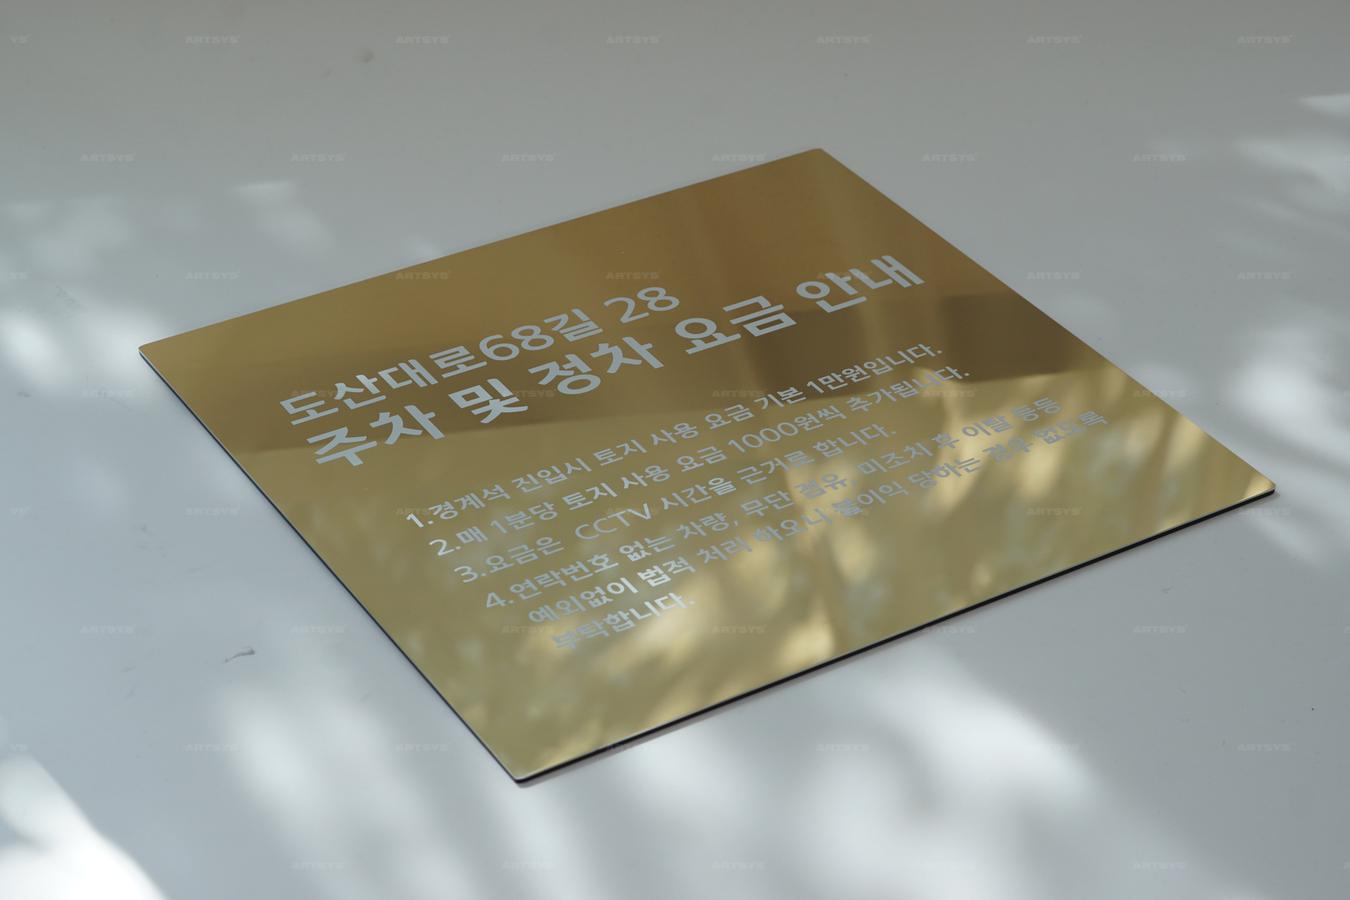 도산대로68길 28
주차 및 정차 요금 안내
1.경계석 진입시 토지 사용 요금 기본 1만원입니다.
2.매 1분당 토지 사용 요금 1000원씩 추가됩니다.
3.요금은 CCTV 시간을 근거로 합니다.
4.연락번호 없는 차량, 무단 점유, 미조치 후 이탈 등등
예외없이 법적 처리 하오니 불이익 당하는 경우 없도록
부탁합니다.
ARTSYS